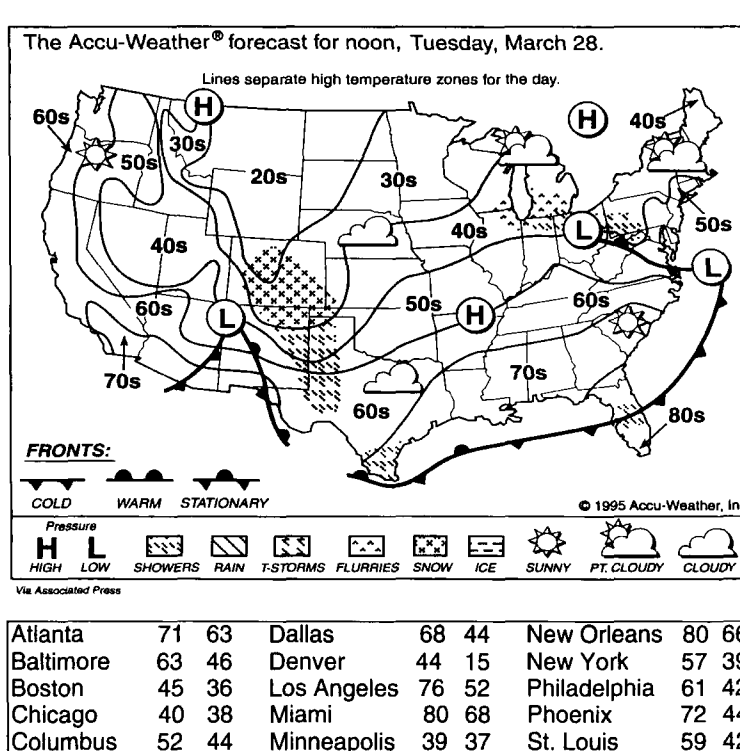 The Accu-Weather® forecast for noon, Tuesday, March 28.
Lines separate high temperature zones for the day.
60s
H
30s
50s
20s
30s
H
40s
40s
40s
L
50s
L
60s
L
50s
H
60s
70s
70s
60s
80s
FRONTS:
COLD WARM STATIONARY
© 1995 Accu-Weather, In
Pressure
H L
HIGH LOW SHOWERS RAIN T-STORMS FLURRIES SNOW ICE SUNNY PT. CLOUDY CLOUDY
Via Associated Press
Atlanta 71 63 Dallas 68 44 New Orleans 80 66
Baltimore 63 46 Denver 44 15 New York 57 39
Boston 45 36 Los Angeles 76 52 Philadelphia 61 42
Chicago 40 38 Miami 80 68 Phoenix 72 44
Columbus 52 44 Minneapolis 39 37 St. Louis 59 42